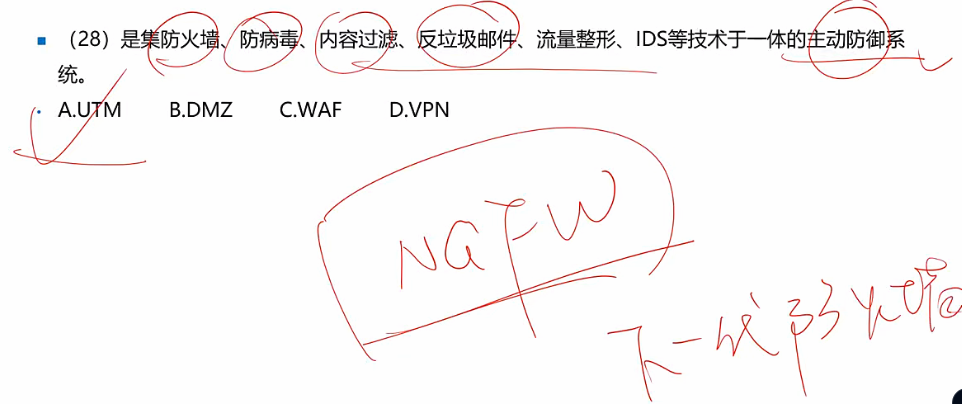 （28）是集防火墙、防病毒、内容过滤、反垃圾邮件、流量整形、IDS等技术于一体的主动防御系
统。
A.UTM B.DMZ C.WAF D.VPN
NGFW
下一代防火墙